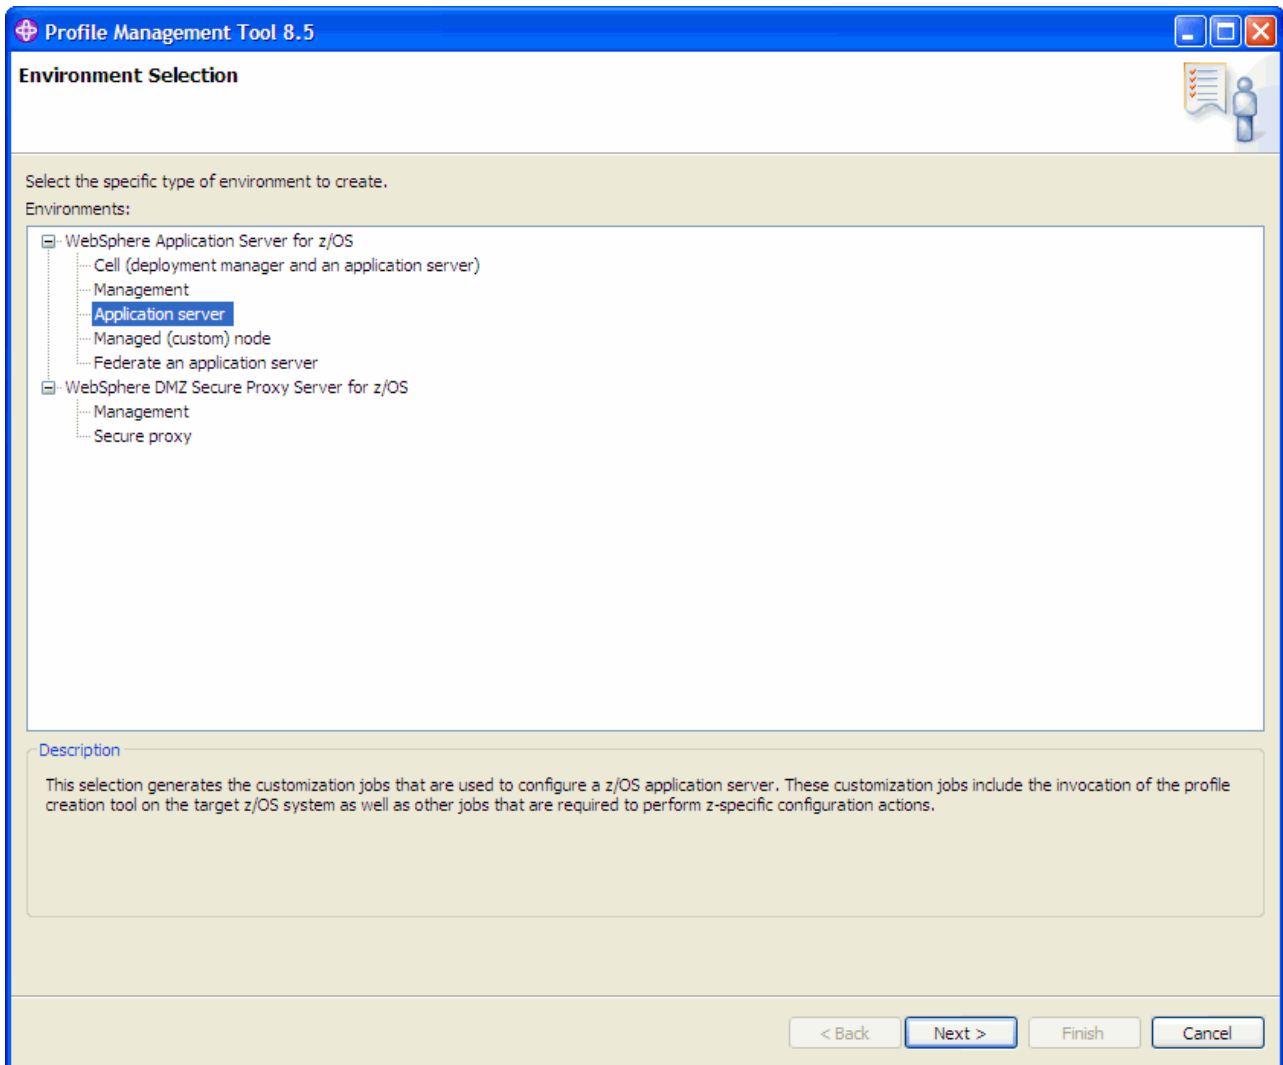 Profile Management Tool 8.5
Environment Selection
Select the specific type of environment to create.
Environments:
WebSphere Application Server for z/OS
Cell (deployment manager and an application server)
Management
Application server
Managed (custom) node
Federate an application server
WebSphere DMZ Secure Proxy Server for z/OS
Management
Secure proxy
Description
This selection generates the customization jobs that are used to configure a z/OS application server. These customization jobs include the invocation of the profile
creation tool on the target z/OS system as well as other jobs that are required to perform z-specific configuration actions.
< Back Next > Finish Cancel